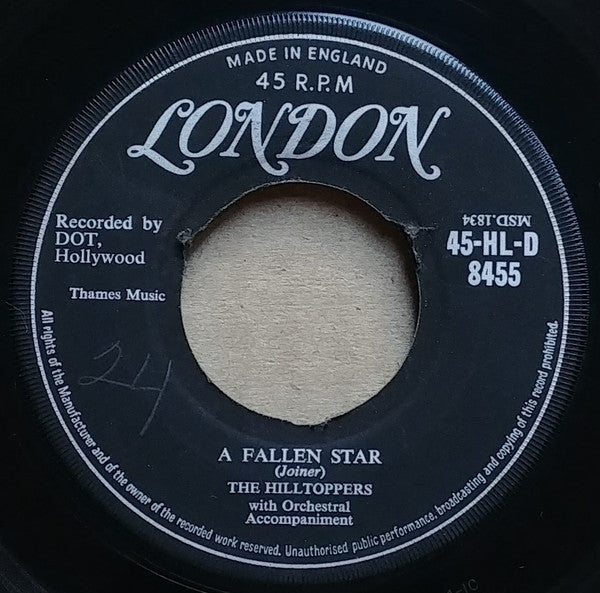 MADE IN ENGLAND
45 R.P.M
LONDON
Recorded by
DOT,
Hollywood
Thames Music
MSD.1834
45-HL-D
8455
24
A FALLEN STAR
(Joiner)
THE HILLTOPPERS
with Orchestral
Accompaniment
All rights of the Manufacturer and of the owner of the recorded work reserved. Unauthorised public performance, broadcasting and copying of this record prohibited.